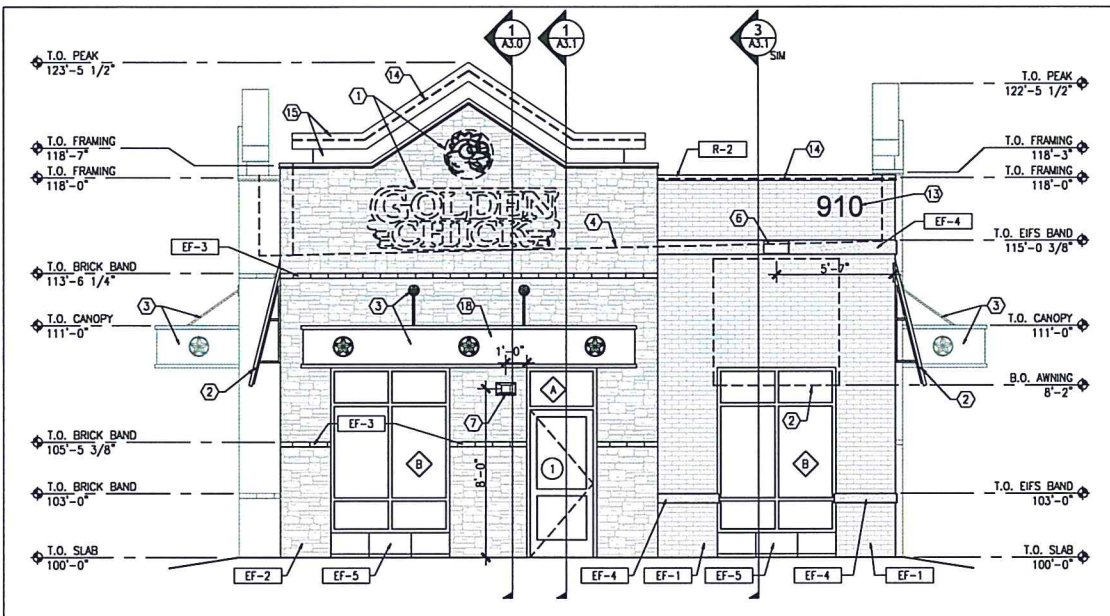 1
A3.0
1
A3.1
3
A3.1
SIM
T.O. PEAK
123'-5 1/2"
14
1
15
T.O. PEAK
122'-5 1/2"
T.O. FRAMING
118'-7"
T.O. FRAMING
118'-0"
R-2
14
T.O. FRAMING
118'-3"
T.O. FRAMING
118'-0"
GOLDEN
CHICK
4
6
910
13
EF-4
EF-3
T.O. EIFS BAND
115'-0 3/8"
T.O. BRICK BAND
113'-6 1/4"
5'-7"
3
3
18
3
T.O. CANOPY
111'-0"
T.O. CANOPY
111'-0"
1'-0"
2
A
7
2
2
B.O. AWNING
8'-2"
T.O. BRICK BAND
105'-5 3/8"
EF-3
B
8'-0"
1
B
T.O. BRICK BAND
103'-0"
T.O. EIFS BAND
103'-0"
T.O. SLAB
100'-0"
T.O. SLAB
100'-0"
EF-2
EF-5
EF-4
EF-1
EF-5
EF-4
EF-1